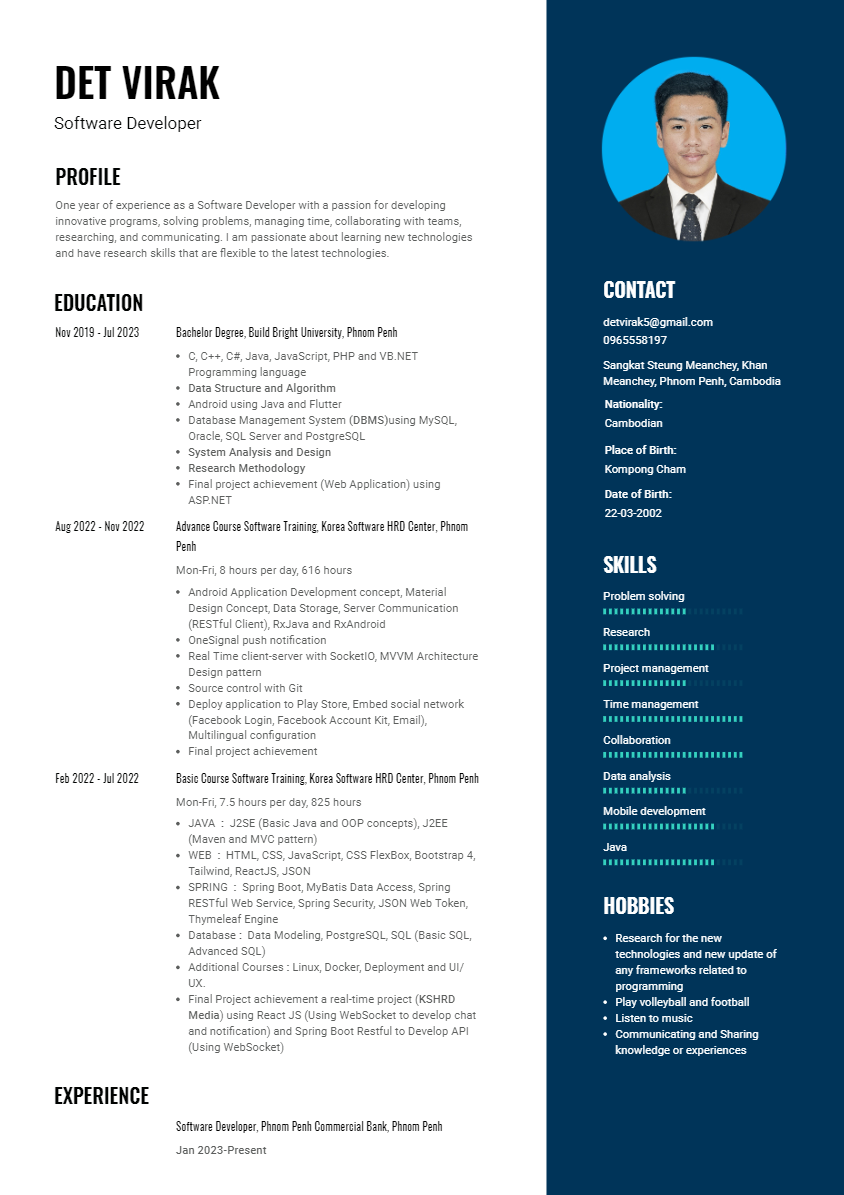 DET VIRAK
Software Developer
PROFILE
One year of experience as a Software Developer with a passion for developing
innovative programs, solving problems, managing time, collaborating with teams,
researching, and communicating. I am passionate about learning new technologies
and have research skills that are flexible to the latest technologies.
EDUCATION
Nov 2019 - Jul 2023
Bachelor Degree, Build Bright University, Phnom Penh
• C, C++, C#, Java, JavaScript, PHP and VB.NET
Programming language
• Data Structure and Algorithm
• Android using Java and Flutter
• Database Management System (DBMS)using MySQL,
Oracle, SQL Server and PostgreSQL
• System Analysis and Design
• Research Methodology
• Final project achievement (Web Application) using
ASP.NET
Aug 2022 - Nov 2022
Advance Course Software Training, Korea Software HRD Center, Phnom
Penh
Mon-Fri, 8 hours per day, 616 hours
• Android Application Development concept, Material
Design Concept, Data Storage, Server Communication
(RESTful Client), RxJava and RxAndroid
• OneSignal push notification
• Real Time client-server with SocketIO, MVVM Architecture
Design pattern
• Source control with Git
• Deploy application to Play Store, Embed social network
(Facebook Login, Facebook Account Kit, Email),
Multilingual configuration
• Final project achievement
Feb 2022 - Jul 2022
Basic Course Software Training, Korea Software HRD Center, Phnom Penh
Mon-Fri, 7.5 hours per day, 825 hours
• JAVA : J2SE (Basic Java and OOP concepts), J2EE
(Maven and MVC pattern)
• WEB : HTML, CSS, JavaScript, CSS FlexBox, Bootstrap 4,
Tailwind, ReactJS, JSON
• SPRING : Spring Boot, MyBatis Data Access, Spring
RESTful Web Service, Spring Security, JSON Web Token,
Thymeleaf Engine
• Database : Data Modeling, PostgreSQL, SQL (Basic SQL,
Advanced SQL)
• Additional Courses : Linux, Docker, Deployment and UI/
UX.
• Final Project achievement a real-time project (KSHRD
Media) using React JS (Using WebSocket to develop chat
and notification) and Spring Boot Restful to Develop API
(Using WebSocket)
EXPERIENCE
Software Developer, Phnom Penh Commercial Bank, Phnom Penh
Jan 2023-Present
CONTACT
detvirak5@gmail.com
0965558197
Sangkat Steung Meanchey, Khan
Meanchey, Phnom Penh, Cambodia
Nationality:
Cambodian
Place of Birth:
Kompong Cham
Date of Birth:
22-03-2002
SKILLS
Problem solving
Research
Project management
Time management
Collaboration
Data analysis
Mobile development
Java
HOBBIES
• Research for the new
technologies and new update of
any frameworks related to
programming
• Play volleyball and football
• Listen to music
• Communicating and Sharing
knowledge or experiences